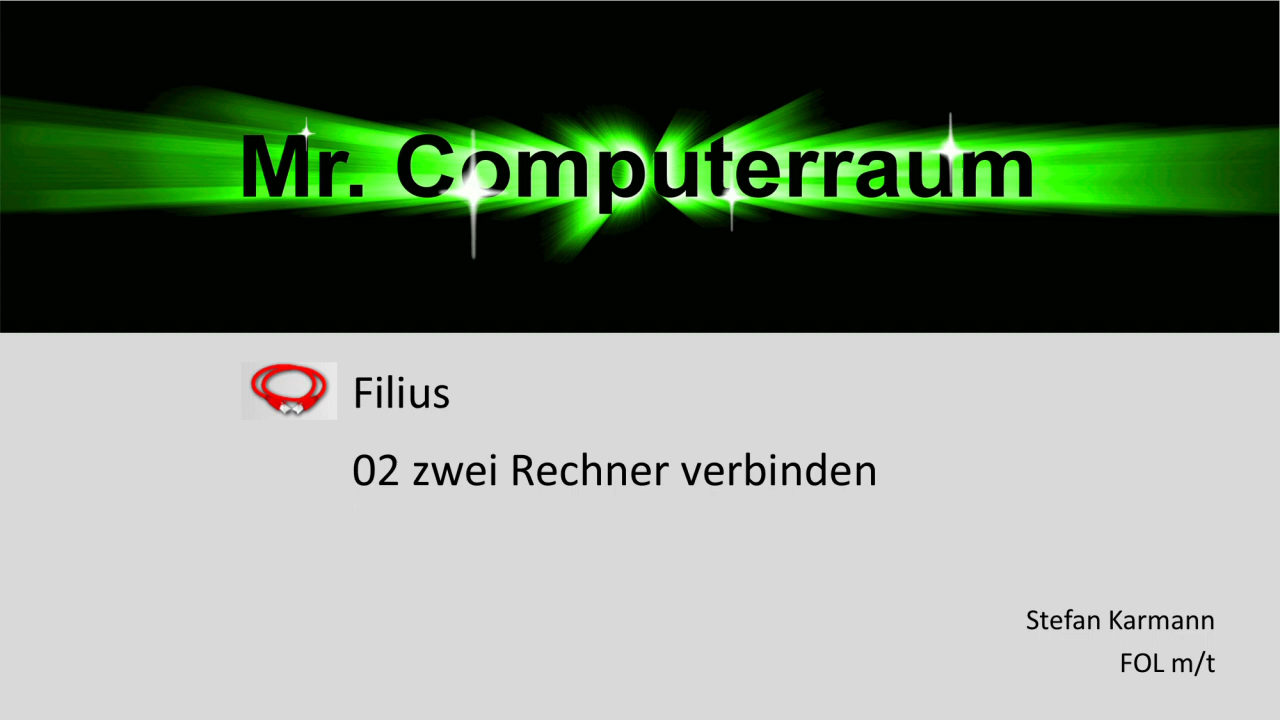 Mr. Computerraum
Filius
02 zwei Rechner verbinden
Stefan Karmann
FOL m/t